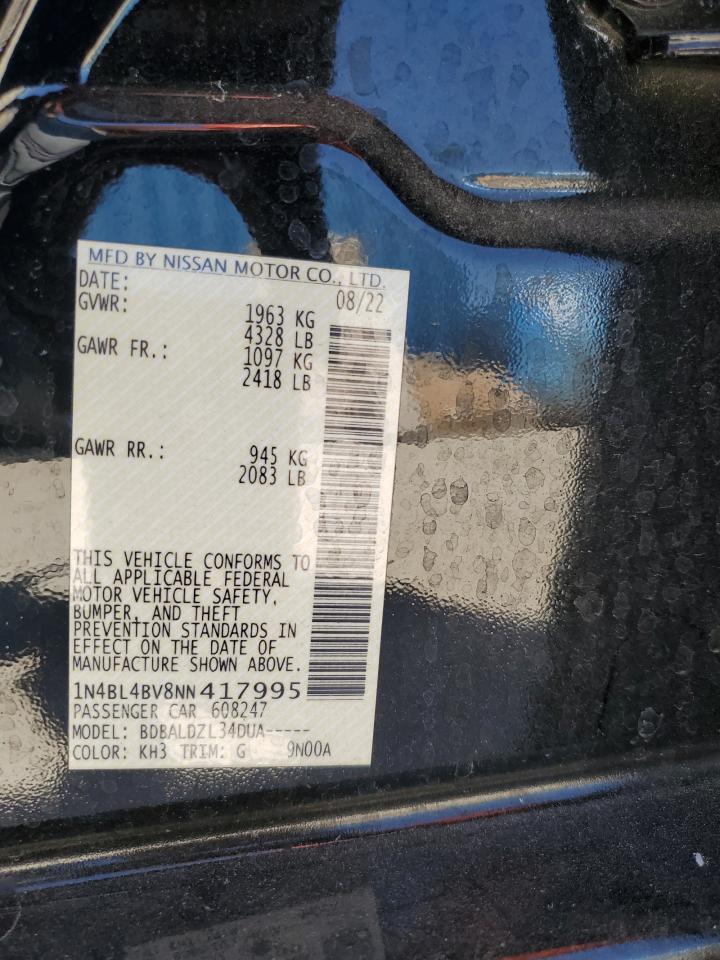 MFD BY NISSAN MOTOR CO., LTD.
DATE: 08/22
GVWR: 1963 KG
4328 LB
GAWR FR.: 1097 KG
2418 LB
GAWR RR.: 945 KG
2083 LB
THIS VEHICLE CONFORMS TO
ALL APPLICABLE FEDERAL
MOTOR VEHICLE SAFETY,
BUMPER, AND THEFT
PREVENTION STANDARDS IN
EFFECT ON THE DATE OF
MANUFACTURE SHOWN ABOVE.
1N4BL4BV8NN417995
PASSENGER CAR 608247
MODEL: BDBALDZL34DUA-----
COLOR: KH3 TRIM: G 9N00A